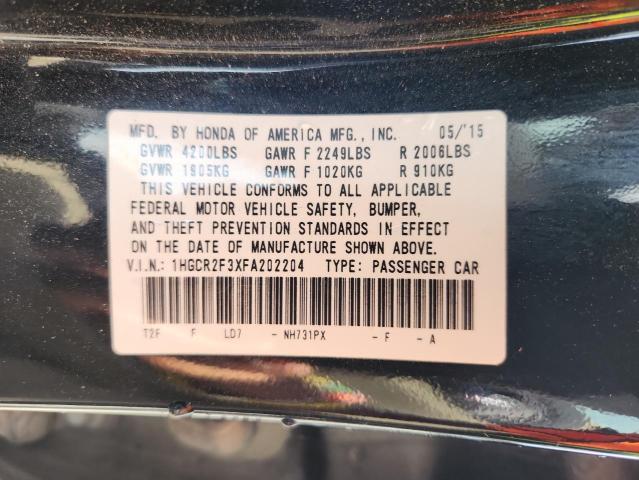 MFD. BY HONDA OF AMERICA MFG., INC. 05/'15
GVWR 4200LBS GAWR F 2249LBS R 2006LBS
GVWR 1905KG GAWR F 1020KG R 910KG
THIS VEHICLE CONFORMS TO ALL APPLICABLE
FEDERAL MOTOR VEHICLE SAFETY, BUMPER,
AND THEFT PREVENTION STANDARDS IN EFFECT
ON THE DATE OF MANUFACTURE SHOWN ABOVE.
V.I.N.: 1HGCR2F3XFA202204 TYPE: PASSENGER CAR
T2F F LD7 - NH731PX - F - A